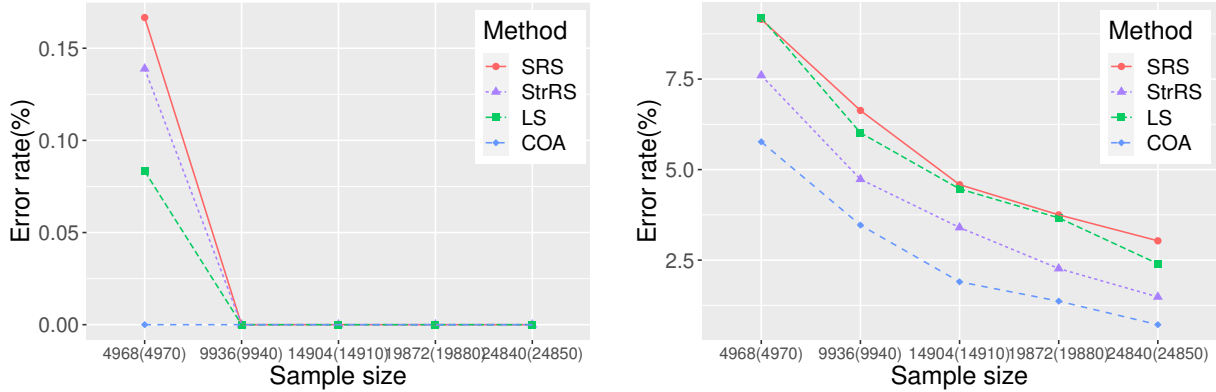 Error rate(%)
0.15
0.10
0.05
0.00
Method
SRS
StrRS
LS
COA
4968(4970)
9936(9940)
14904(14910)
19872(19880)
24840(24850)
Sample size
Error rate(%)
7.5
5.0
2.5
Method
SRS
StrRS
LS
COA
4968(4970)
9936(9940)
14904(14910)
19872(19880)
24840(24850)
Sample size